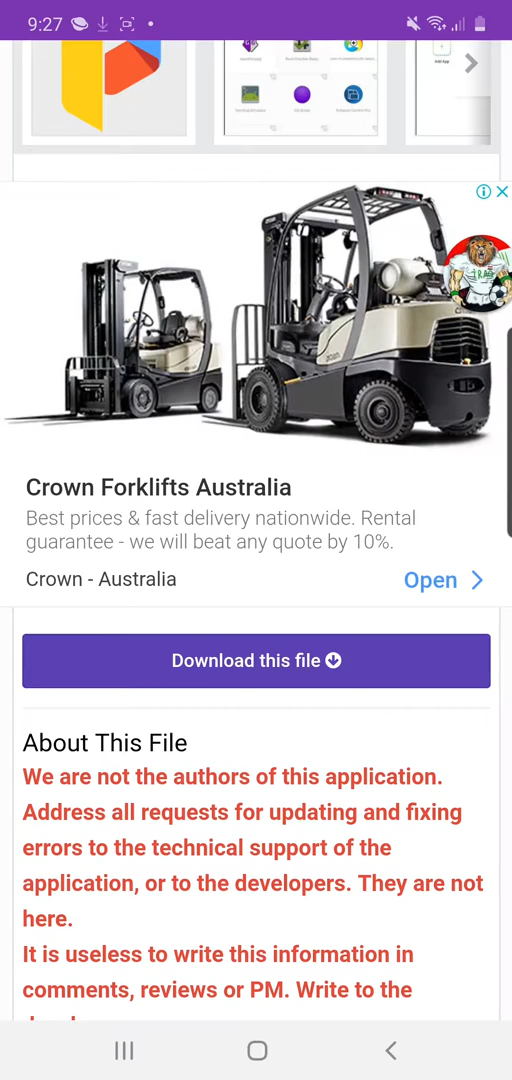 9:27
Add App
Crown Forklifts Australia
Best prices & fast delivery nationwide. Rental
guarantee - we will beat any quote by 10%.
Crown - Australia
Open
Download this file
About This File
We are not the authors of this application.
Address all requests for updating and fixing
errors to the technical support of the
application, or to the developers. They are not
here.
It is useless to write this information in
comments, reviews or PM. Write to the